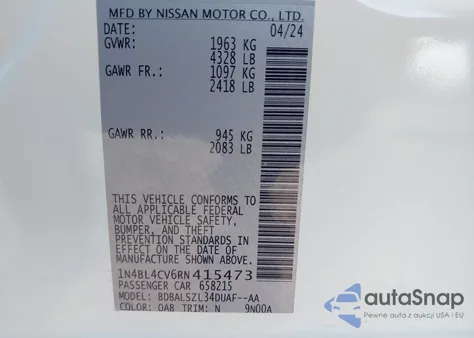 MFD BY NISSAN MOTOR CO., LTD.
DATE: 04/24
GVWR: 1963 KG
4328 LB
GAWR FR.: 1097 KG
2418 LB
GAWR RR.: 945 KG
2083 LB
THIS VEHICLE CONFORMS TO
ALL APPLICABLE FEDERAL
MOTOR VEHICLE SAFETY,
BUMPER, AND THEFT
PREVENTION STANDARDS IN
EFFECT ON THE DATE OF
MANUFACTURE SHOWN ABOVE.
1N4BL4CV6RN415473
PASSENGER CAR 658215
MODEL: BDBALSZL34DUAF--AA
COLOR: QAB TRIM: N 9N00A
autaSnap
Pewne auta z aukcji USA i EU